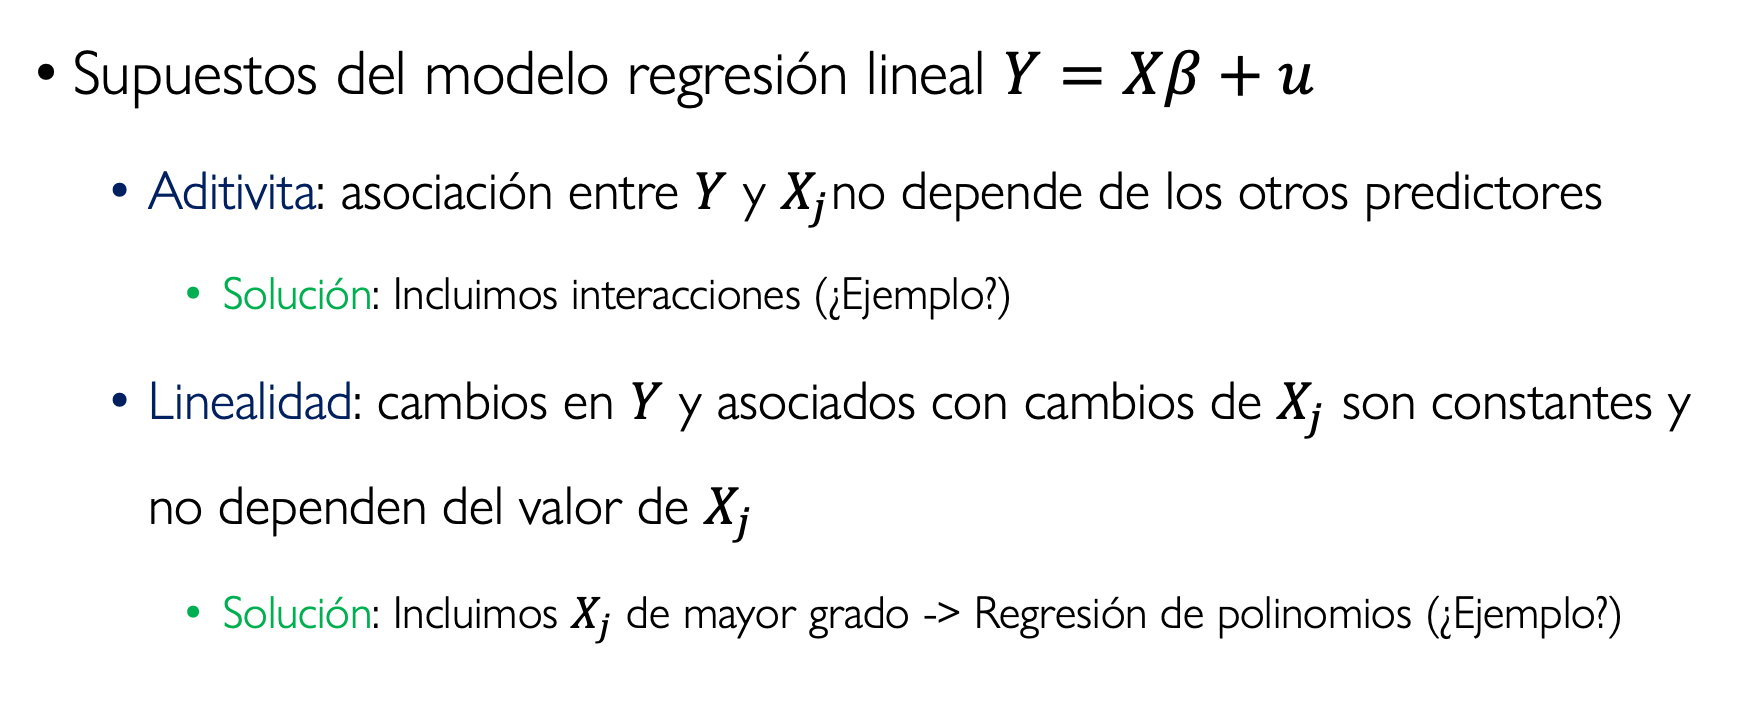 • Supuestos del modelo regresión lineal Y = Xβ + u
• Aditivita: asociación entre Y y Xj no depende de los otros predictores
• Solución: Incluimos interacciones (¿Ejemplo?)
• Linealidad: cambios en Y y asociados con cambios de Xj son constantes y
no dependen del valor de Xj
• Solución: Incluimos Xj de mayor grado -> Regresión de polinomios (¿Ejemplo?)